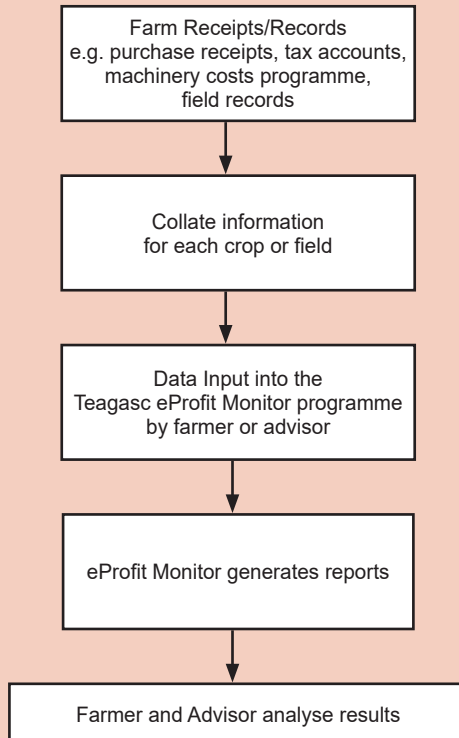 Farm Receipts/Records
e.g. purchase receipts, tax accounts,
machinery costs programme,
field records
Collate information
for each crop or field
Data Input into the
Teagasc eProfit Monitor programme
by farmer or advisor
eProfit Monitor generates reports
Farmer and Advisor analyse results